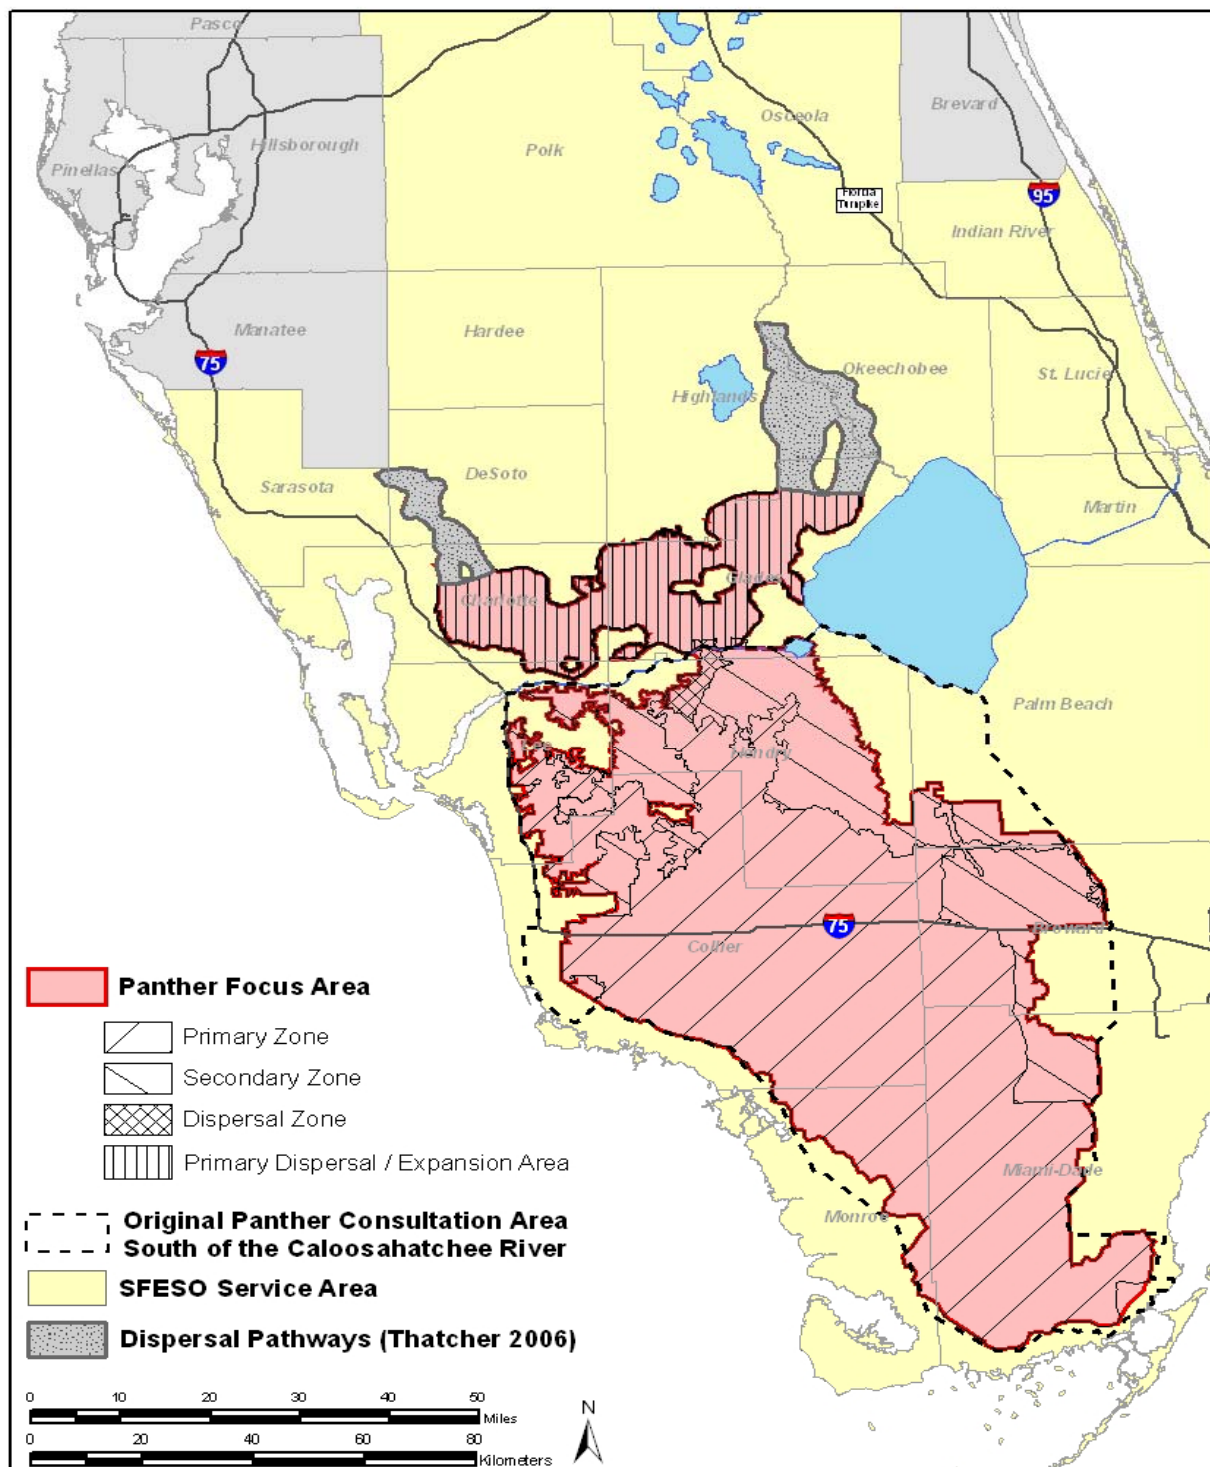 Pasco
Brevard
Osceola
Hillsborough
Polk
Pinellas
Florida
Turnpike
95
Indian River
Manatee
Hardee
75
Okeechobee
St. Lucie
Highlands
DeSoto
Sarasota
Martin
Glades
Charlotte
Palm Beach
Lee
Hendry
75
Broward
Collier
Panther Focus Area
Primary Zone
Secondary Zone
Dispersal Zone
Primary Dispersal / Expansion Area
Miami-Dade
Monroe
Original Panther Consultation Area
South of the Caloosahatchee River
SFESO Service Area
Dispersal Pathways (Thatcher 2006)
0 10 20 30 40 50
Miles
0 20 40 60 80
Kilometers
N